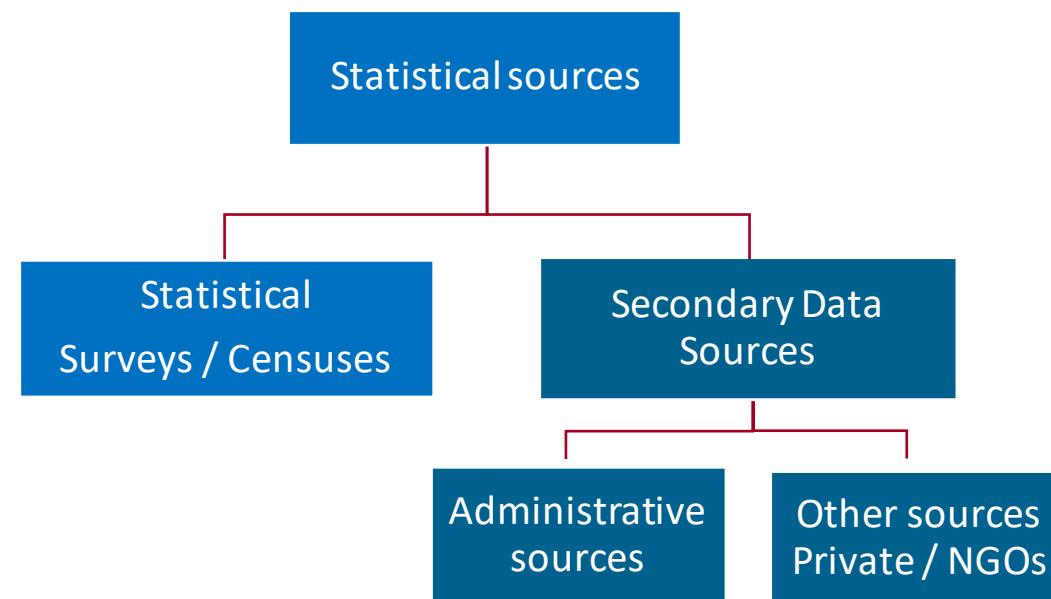 Statistical sources
Statistical
Surveys / Censuses
Secondary Data
Sources
Administrative
sources
Other sources
Private / NGOs